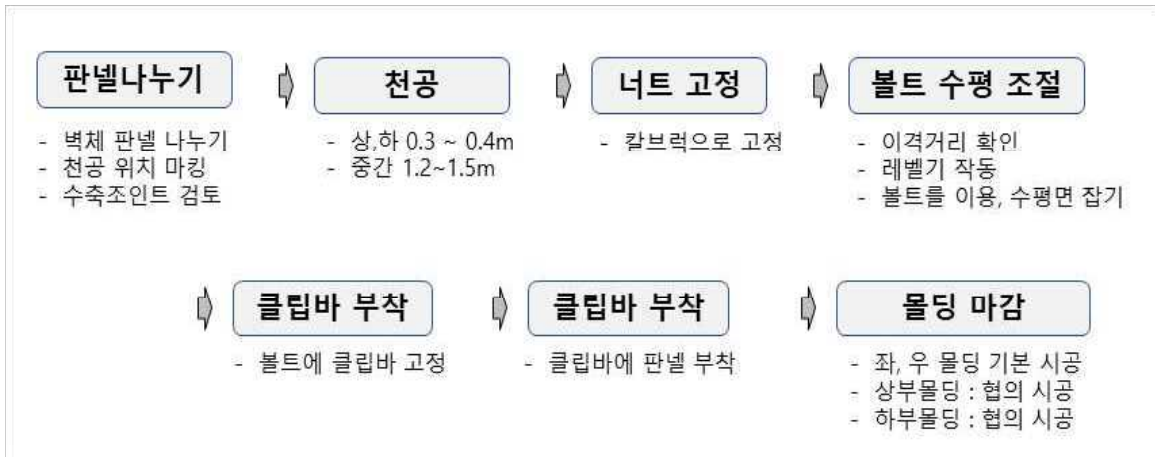 판넬나누기
- 벽체 판넬 나누기
- 천공 위치 마킹
- 수축조인트 검토
천공
- 상,하 0.3 ~ 0.4m
- 중간 1.2~1.5m
너트 고정
- 칼브럭으로 고정
볼트 수평 조절
- 이격거리 확인
- 레벨기 작동
- 볼트를 이용, 수평면 잡기
클립바 부착
- 볼트에 클립바 고정
클립바 부착
- 클립바에 판넬 부착
몰딩 마감
- 좌, 우 몰딩 기본 시공
- 상부몰딩 : 협의 시공
- 하부몰딩 : 협의 시공